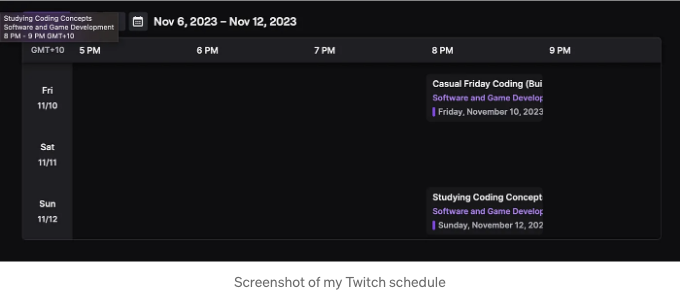 Studying Coding Concepts
Software and Game Development
8 PM - 9 PM GMT+10
Nov 6, 2023 – Nov 12, 2023
GMT+10 5 PM 6 PM 7 PM 8 PM 9 PM
Fri
11/10
Casual Friday Coding (Bui
Software and Game Develop
Friday, November 10, 2023
Sat
11/11
Sun
11/12
Studying Coding Concept
Software and Game Develop
Sunday, November 12, 202
Screenshot of my Twitch schedule